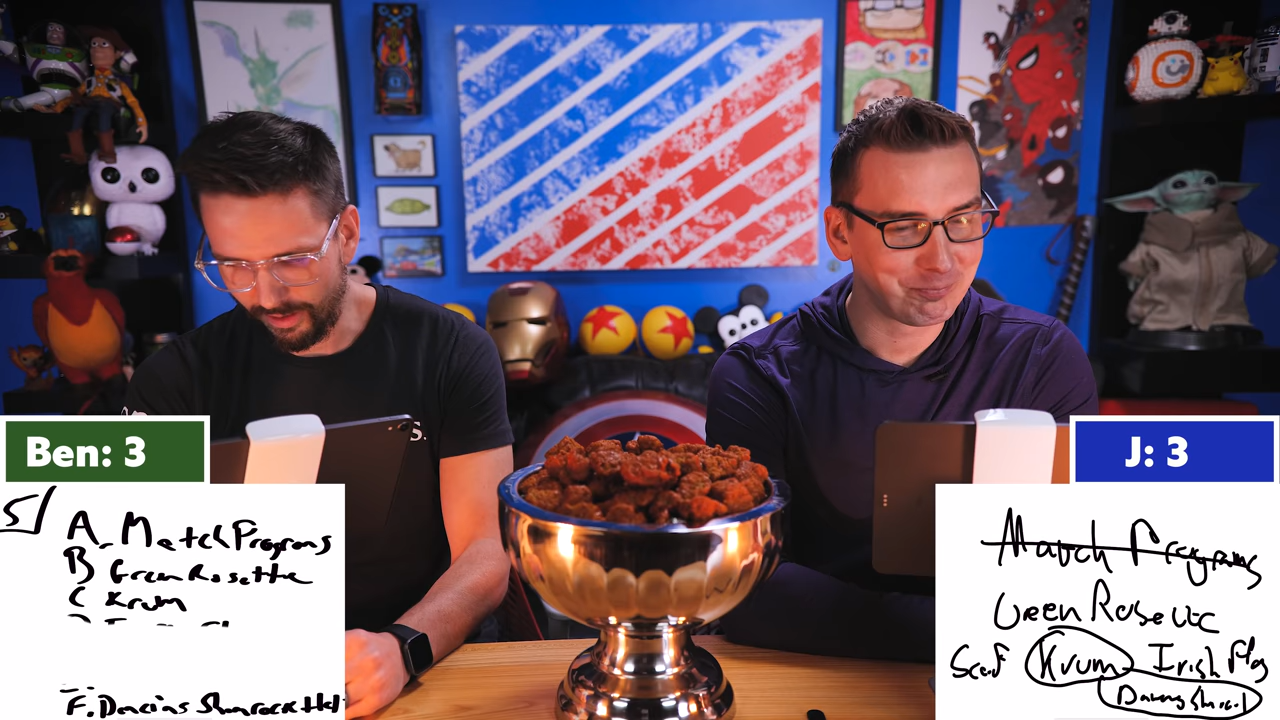 Ben: 3
J: 3
5
A. Match Programs
B Green Rosette
C Krum
F. Dancing Shamrock Hat
Match Programs
Green Rosette
Scarf Krum Irish flag
Dancing Sham